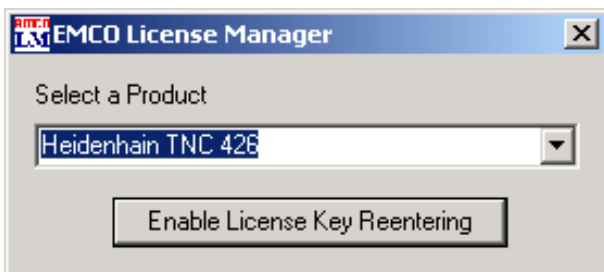 EMCO License Manager
Select a Product
Heidenhain TNC 426
Enable License Key Reentering